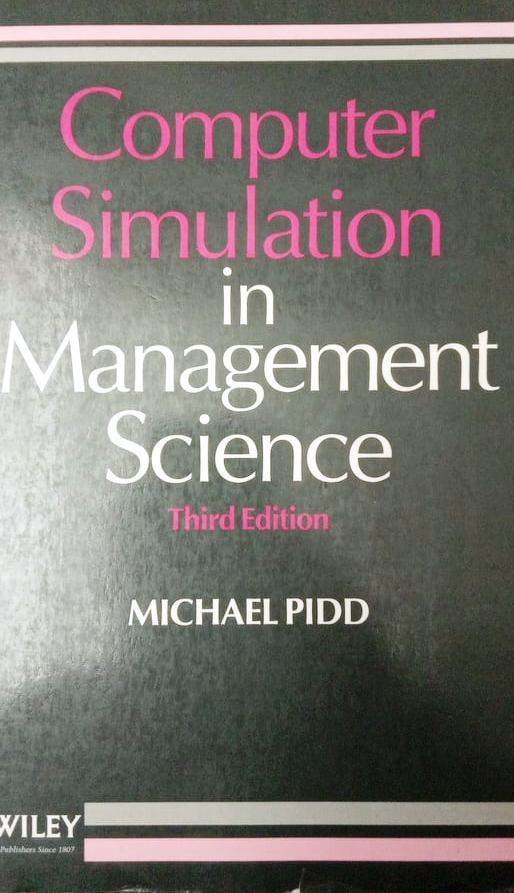 Computer
Simulation
in
Management
Science
Third Edition
MICHAEL PIDD
WILEY
Publishers Since 1807